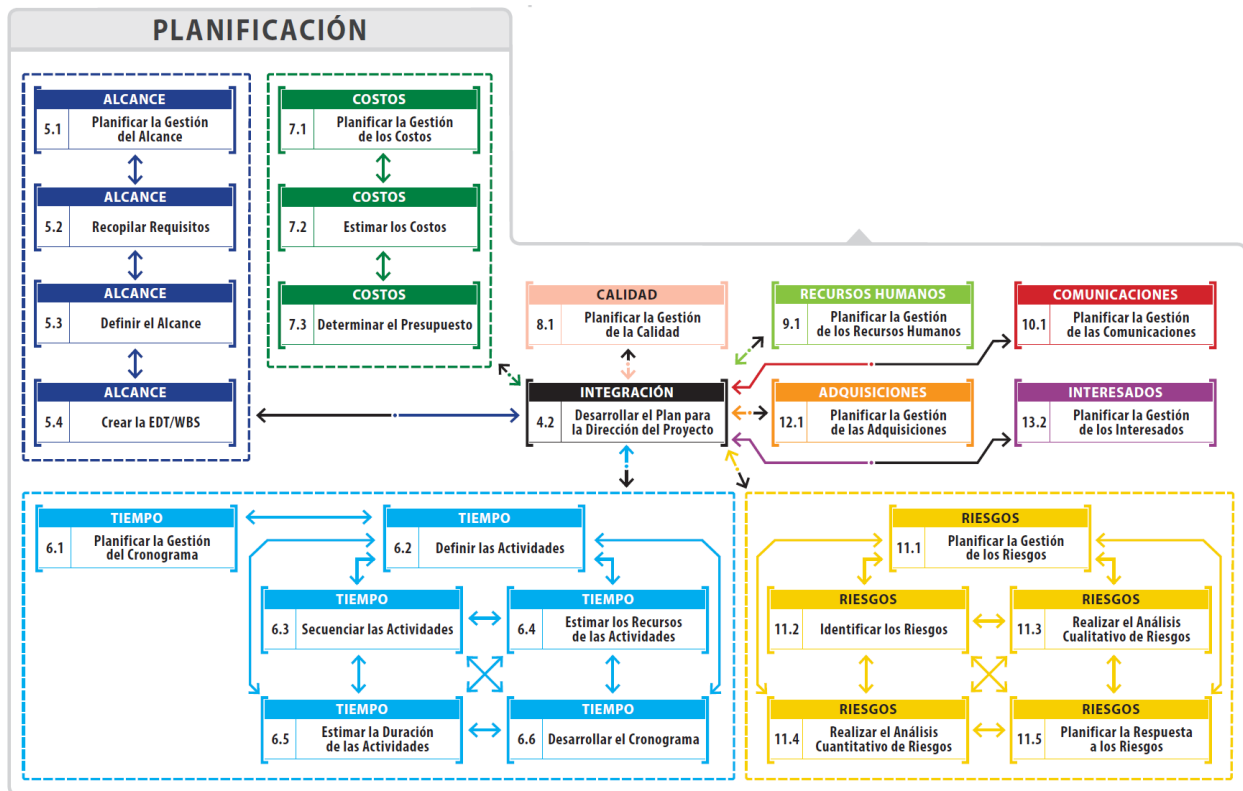 PLANIFICACIÓN
ALCANCE
5.1
Planificar la Gestión
del Alcance
ALCANCE
5.2
Recopilar Requisitos
ALCANCE
5.3
Definir el Alcance
ALCANCE
5.4
Crear la EDT/WBS
COSTOS
7.1
Planificar la Gestión
de los Costos
COSTOS
7.2
Estimar los Costos
COSTOS
7.3
Determinar el Presupuesto
CALIDAD
8.1
Planificar la Gestión
de la Calidad
RECURSOS HUMANOS
9.1
Planificar la Gestión
de los Recursos Humanos
COMUNICACIONES
10.1
Planificar la Gestión
de las Comunicaciones
INTEGRACIÓN
4.2
Desarrollar el Plan para
la Dirección del Proyecto
ADQUISICIONES
12.1
Planificar la Gestión
de las Adquisiciones
INTERESADOS
13.2
Planificar la Gestión
de los Interesados
TIEMPO
6.1
Planificar la Gestión
del Cronograma
TIEMPO
6.2
Definir las Actividades
TIEMPO
6.3
Secuenciar las Actividades
TIEMPO
6.4
Estimar los Recursos
de las Actividades
TIEMPO
6.5
Estimar la Duración
de las Actividades
TIEMPO
6.6
Desarrollar el Cronograma
RIESGOS
11.1
Planificar la Gestión
de los Riesgos
RIESGOS
11.2
Identificar los Riesgos
RIESGOS
11.3
Realizar el Análisis
Cualitativo de Riesgos
RIESGOS
11.4
Realizar el Análisis
Cuantitativo de Riesgos
RIESGOS
11.5
Planificar la Respuesta
a los Riesgos